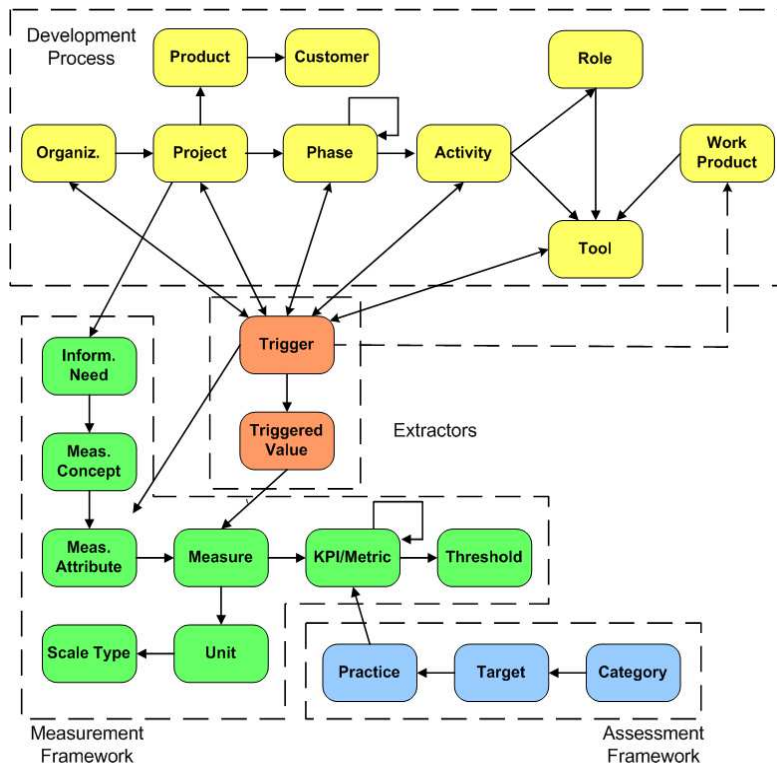 Development
Process
Product
Customer
Role
Organiz.
Project
Phase
Activity
Work
Product
Tool
Trigger
Inform.
Need
Triggered
Value
Extractors
Meas.
Concept
Meas.
Attribute
Measure
KPI/Metric
Threshold
Scale Type
Unit
Practice
Target
Category
Measurement
Framework
Assessment
Framework